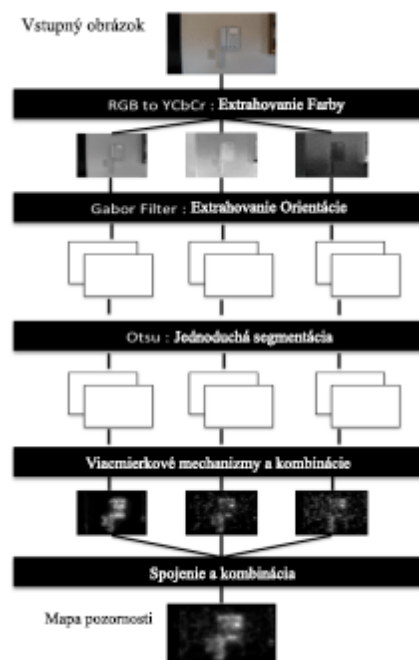 Vstupný obrázok
RGB to YCbCr : Extrahovanie Farby
Gabor Filter : Extrahovanie Orientácie
Otsu : Jednoduchá segmentácia
Viacmierkové mechanizmy a kombinácie
Spojenie a kombinácia
Mapa pozornosti